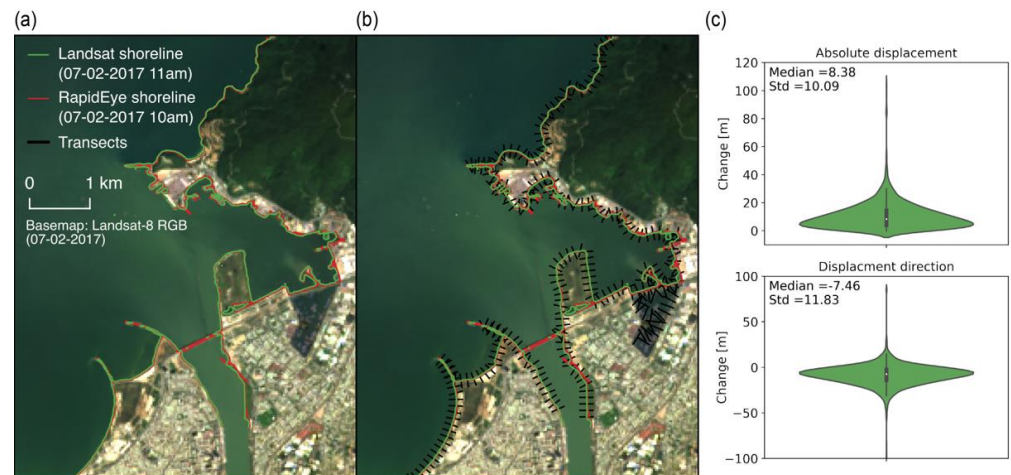 (a)
(b)
(c)
Landsat shoreline
(07-02-2017 11am)
RapidEye shoreline
(07-02-2017 10am)
Transects
0 1 km
Basemap: Landsat-8 RGB
(07-02-2017)
Absolute displacement
Median =8.38
Std =10.09
Change [m]
120
100
80
60
40
20
0
Displacment direction
Median =-7.46
Std =11.83
Change [m]
100
50
0
−50
−100